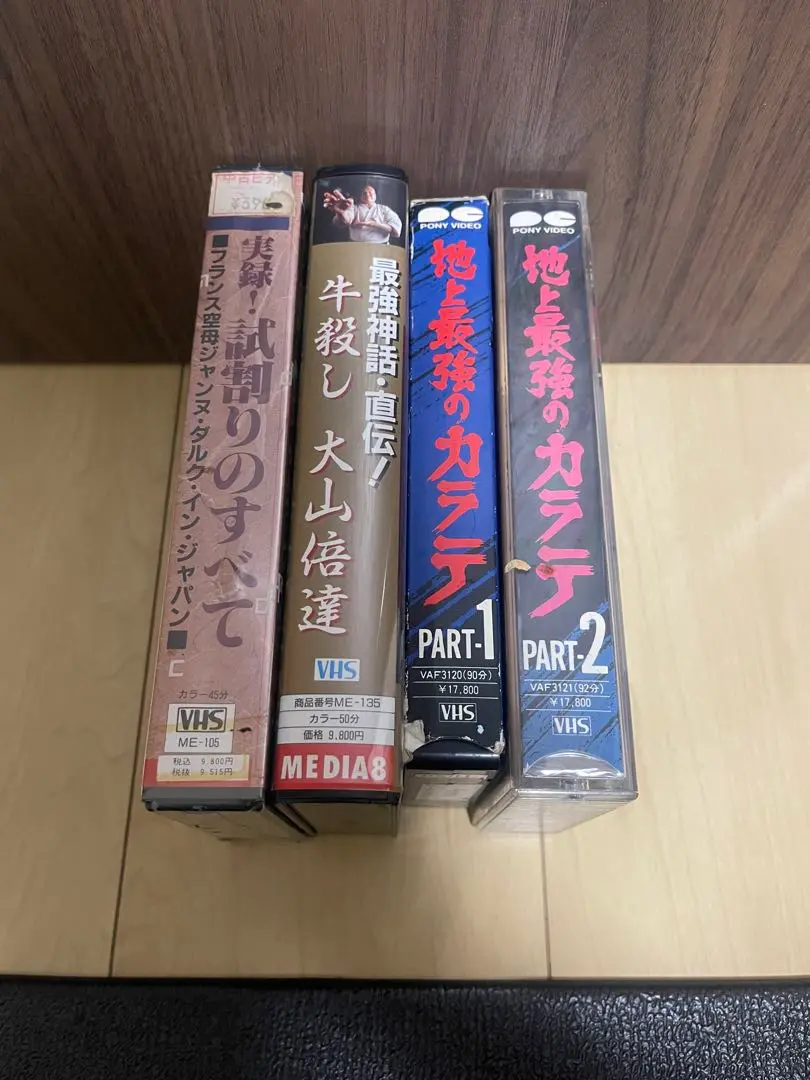 中古ビデオ
実録!試割りのすべて
■フランス空母ジャンヌ・ダルク・イン・ジャパン■
カラー45分
VHS
ME-105
税込 9.800円
税抜 9.515円
最強神話・直伝!
牛殺し 大山倍達
VHS
商品番号ME-135
カラー50分
価格 9.800円
MEDIA8
PONY VIDEO
地上最強のカラテ
PART-1
VAF3120(90分)
¥17,800
VHS
PONY VIDEO
地上最強のカラテ
PART-2
VAF3121(92分)
¥17,800
VHS